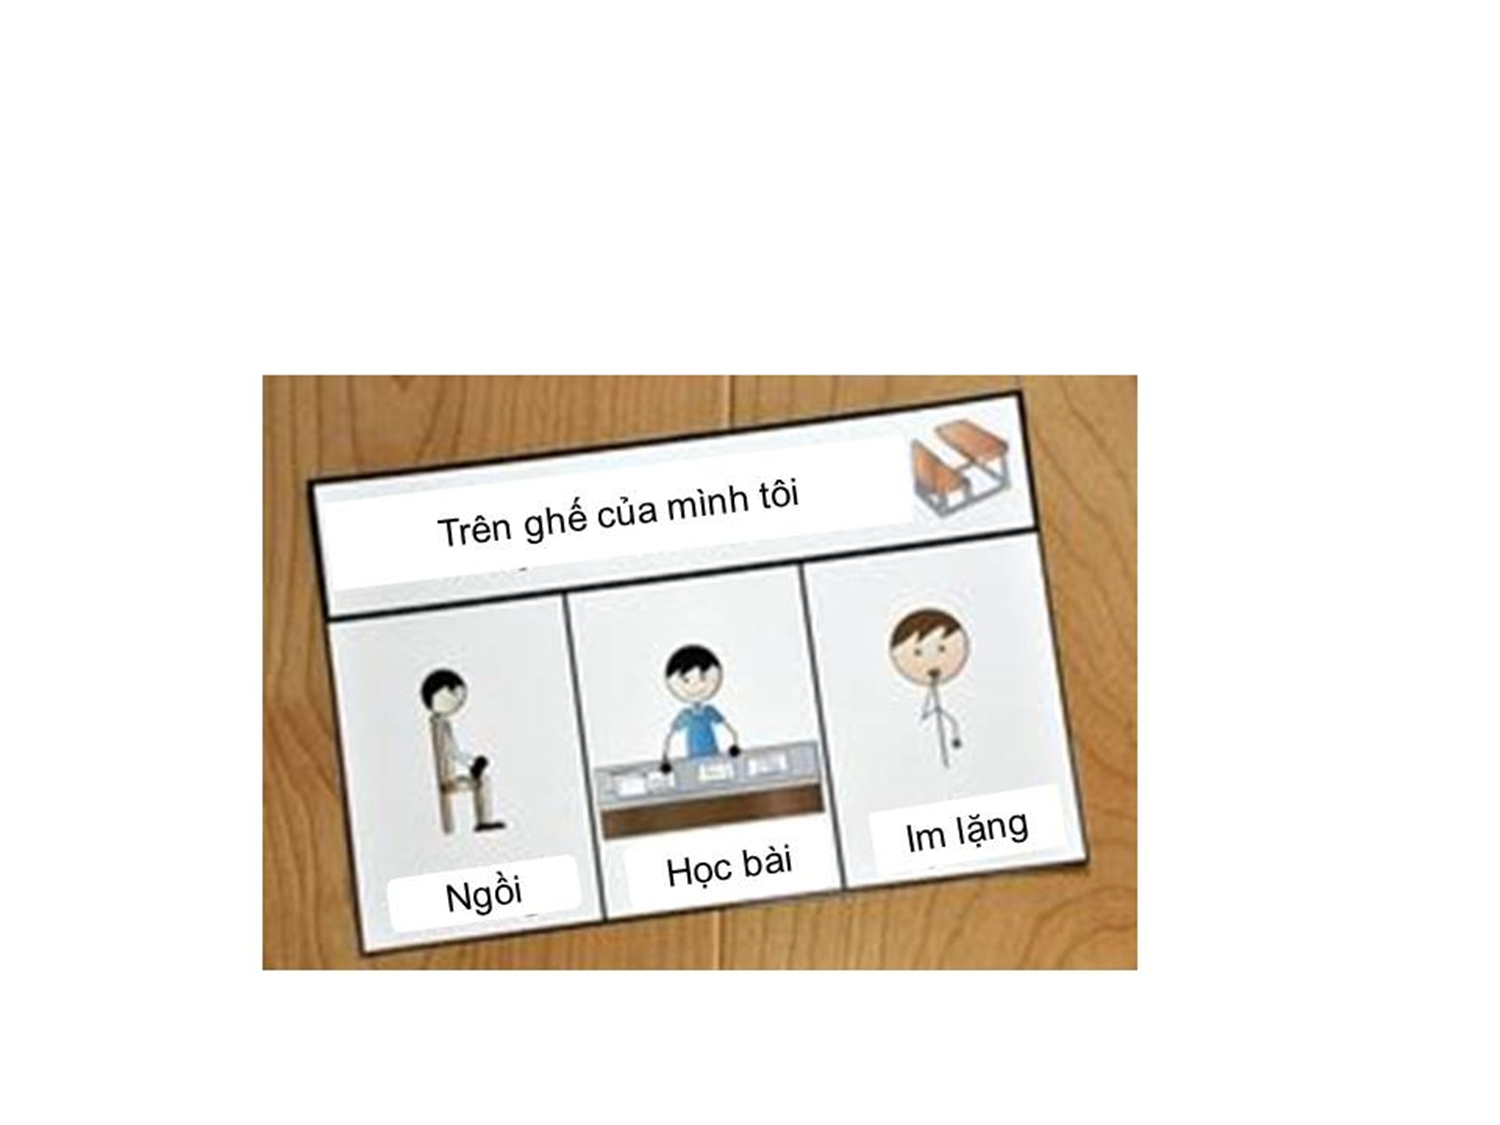 Trên ghế của mình tôi
Ngồi
Học bài
Im lặng